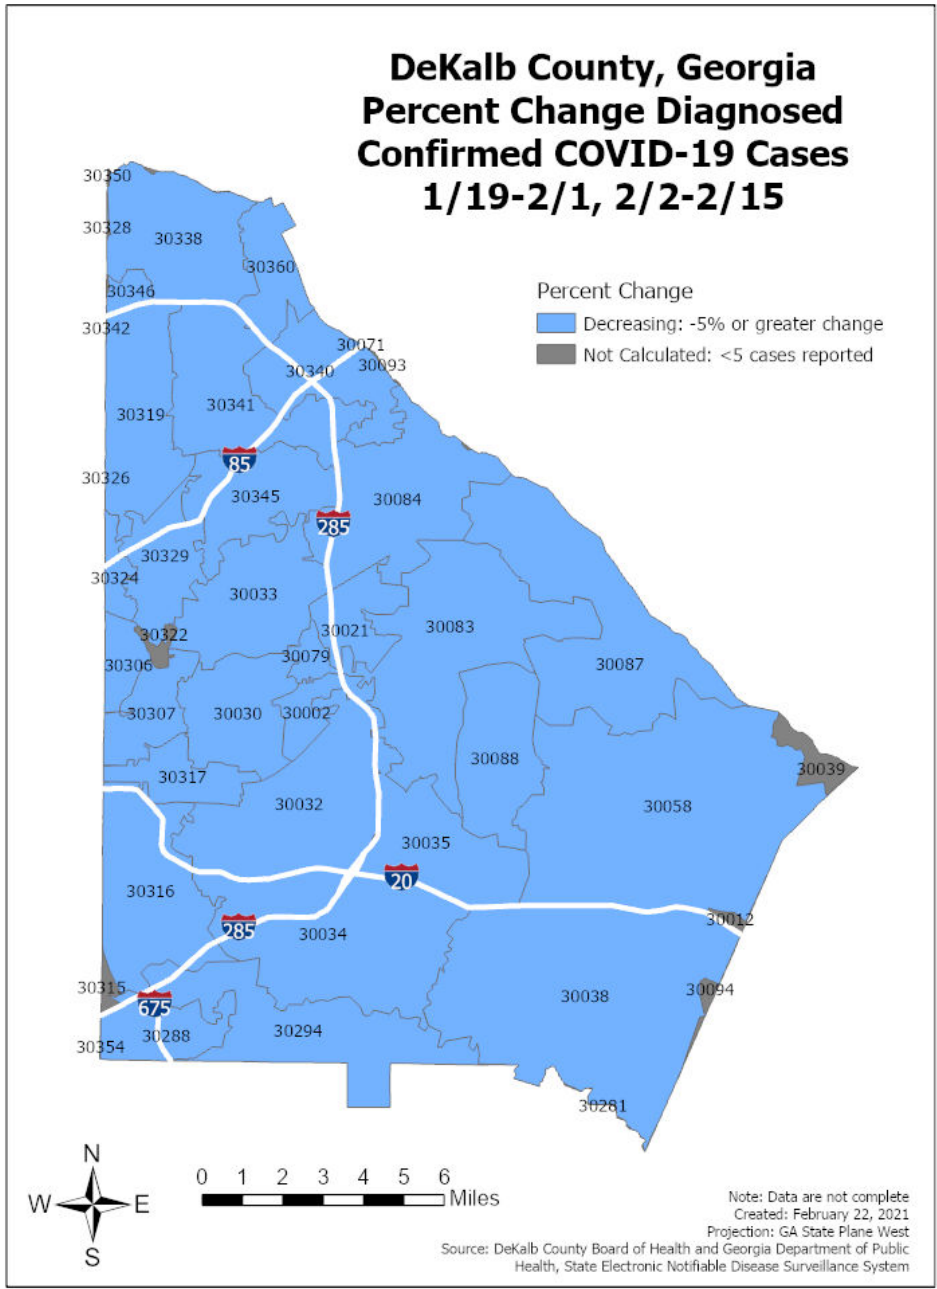 DeKalb County, Georgia
Percent Change Diagnosed
Confirmed COVID-19 Cases
1/19-2/1, 2/2-2/15
30350
30328
30338
30360
30346
30342
Percent Change
Decreasing: -5% or greater change
Not Calculated: <5 cases reported
30071
30093
30340
30341
30319
85
30326
30345
30084
285
30329
30324
30033
30322
30021
30083
30079
30306
30087
30307
30030
30002
30088
30317
30039
30032
30058
30035
20
30316
30012
285
30034
30315
30094
30038
675
30288
30294
30354
30281
N
W
E
S
0 1 2 3 4 5 6
Miles
Note: Data are not complete
Created: February 22, 2021
Projection: GA State Plane West
Source: DeKalb County Board of Health and Georgia Department of Public
Health, State Electronic Notifiable Disease Surveillance System